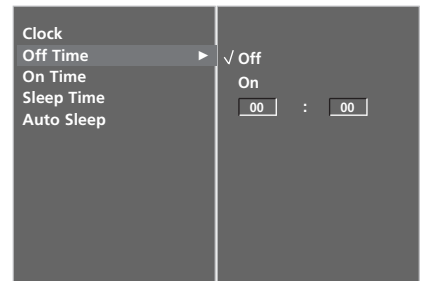 Clock
Off Time ►
On Time
Sleep Time
Auto Sleep
√ Off
On
00 : 00